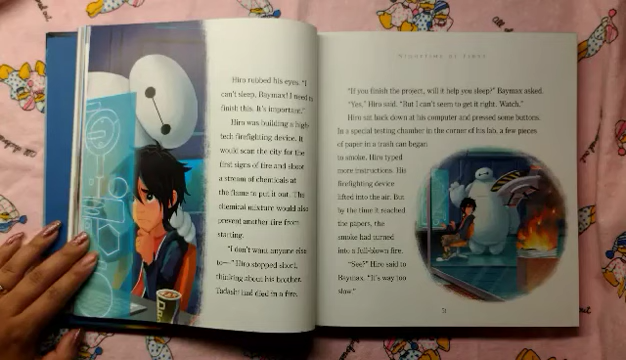 Hiro rubbed his eyes. "I
can't sleep, Baymax! I need to
finish this. It's important."
Hiro was building a high-
tech firefighting device. It
would scan the city for the
first signs of fire and shoot
a stream of chemicals at
the flame to put it out. The
chemical mixture would also
prevent another fire from
starting.
"I don't want anyone else
to—" Hiro stopped short,
thinking about his brother.
Tadashi had died in a fire.
"If you finish the project, will it help you sleep?" Baymax asked.
"Yes," Hiro said. "But I can't seem to get it right. Watch."
Hiro sat back down at his computer and pressed some buttons.
In a special testing chamber in the corner of his lab, a few pieces
of paper in a trash can began
to smoke. Hiro typed
more instructions. His
firefighting device
lifted into the air. But
by the time it reached
the papers, the
smoke had turned
into a full-blown fire.
"See?" Hiro said to
Baymax. "It's way too
slow."